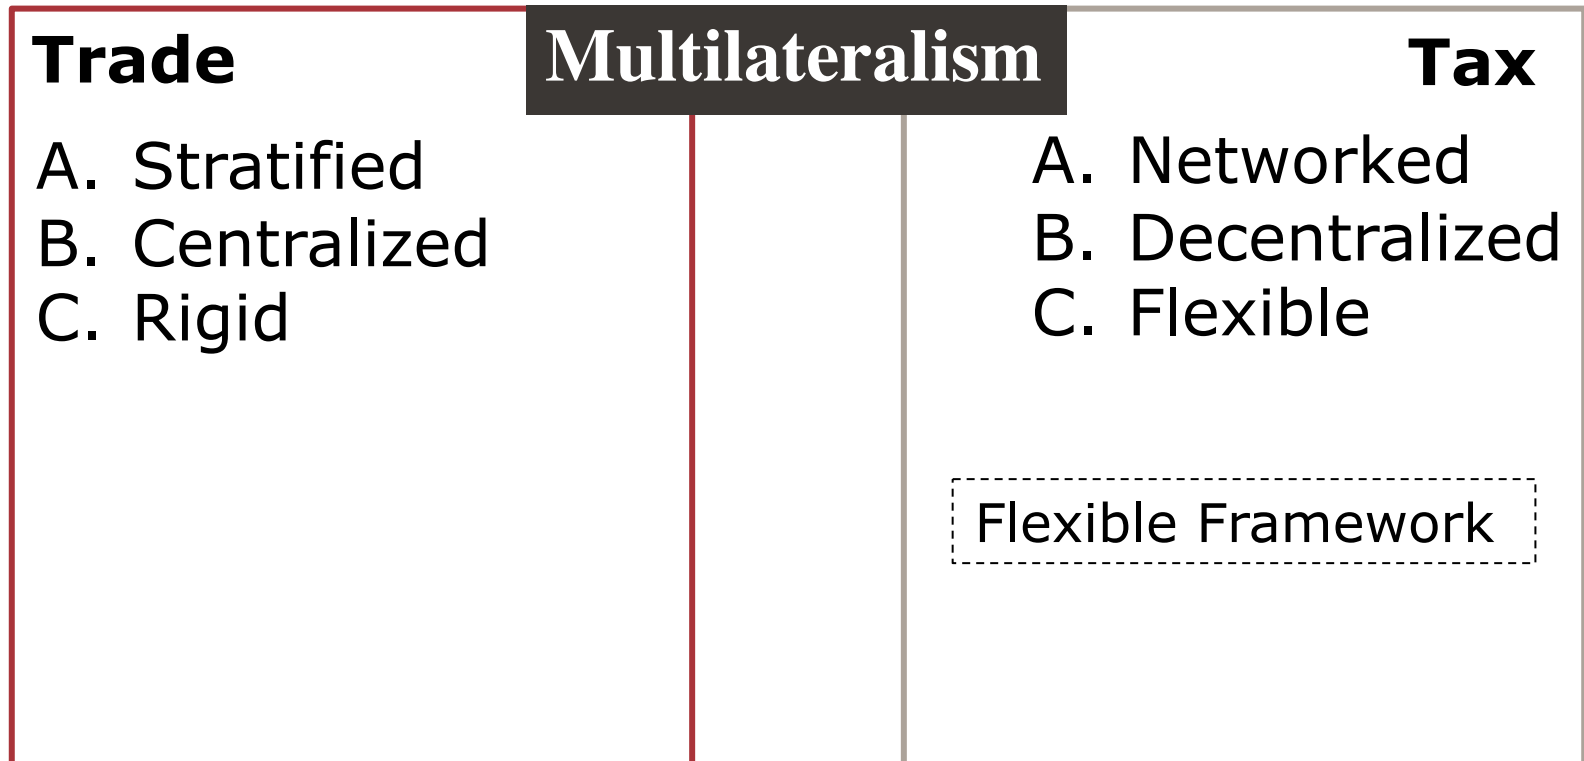 Multilateralism
Trade
A. Stratified
B. Centralized
C. Rigid
Tax
A. Networked
B. Decentralized
C. Flexible
Flexible Framework